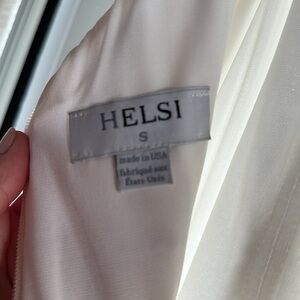 HELSI
S
made in USA
fabriqué aux
États-Unis